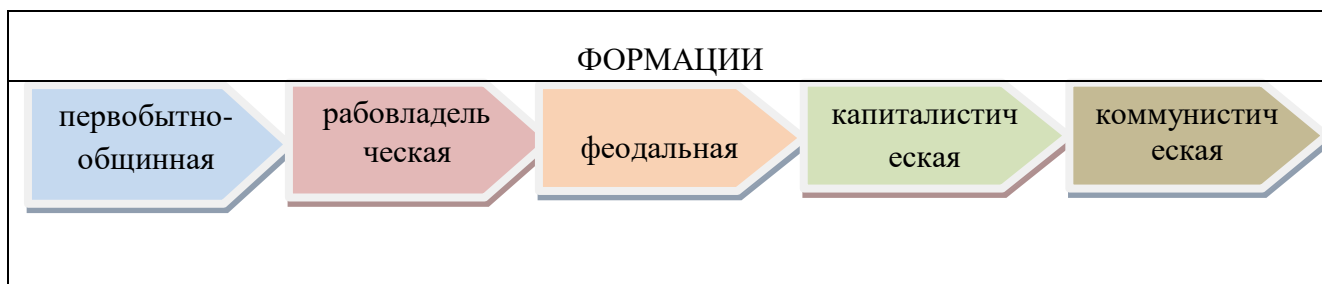 ФОРМАЦИИ
первобытно-
общинная
рабовладель
ческая
феодальная
капиталистич
еская
коммунистич
еская